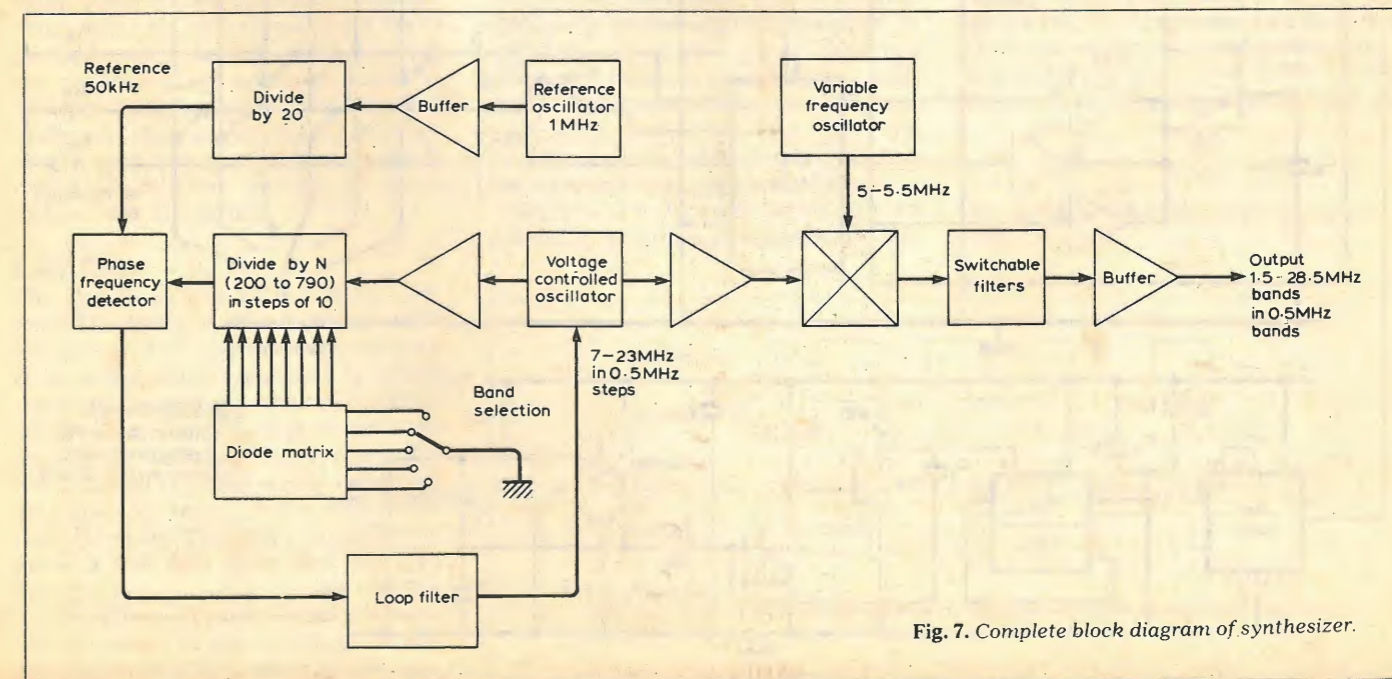 Reference
50kHz
Divide
by 20
Buffer
Reference
oscillator
1MHz
Variable
frequency
oscillator
5-5·5MHz
Phase
frequency
detector
Divide by N
(200 to 790)
in steps of 10
Voltage
controlled
oscillator
Switchable
filters
Buffer
Output
1·5-28·5MHz
bands
in 0·5MHz
bands
7-23MHz
in 0·5MHz
steps
Band
selection
Diode matrix
Loop filter
Fig. 7. Complete block diagram of synthesizer.